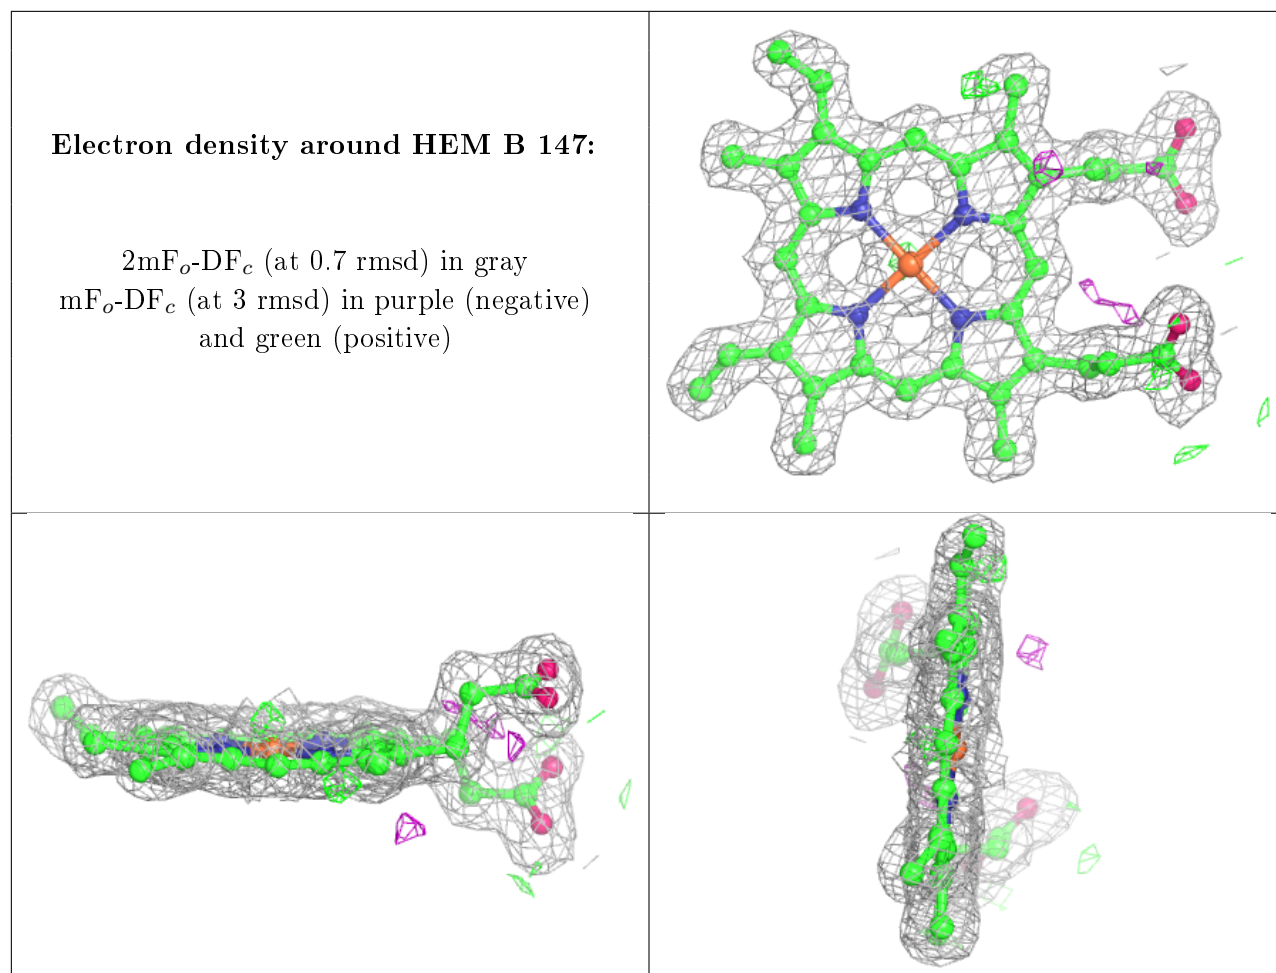 Electron density around HEM B 147:
2mFₒ-DF𝒸 (at 0.7 rmsd) in gray
mFₒ-DF𝒸 (at 3 rmsd) in purple (negative)
and green (positive)